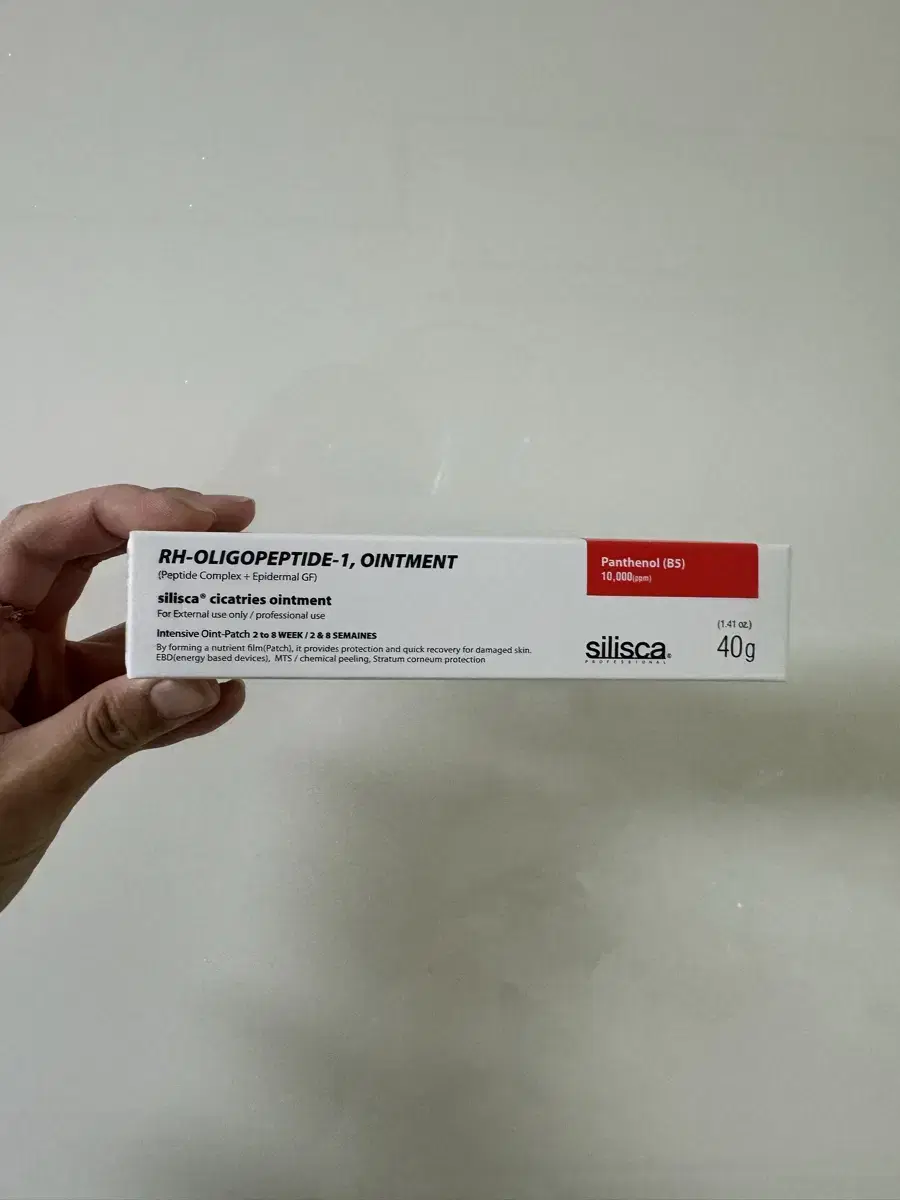 RH-OLIGOPEPTIDE-1, OINTMENT
(Peptide Complex + Epidermal GF)
silisca® cicatries ointment
For External use only / professional use
Intensive Oint-Patch 2 to 8 WEEK / 2 & 8 SEMAINES
By forming a nutrient film(Patch), it provides protection and quick recovery for damaged skin.
EBD(energy based devices), MTS / chemical peeling, Stratum corneum protection
Panthenol (B5)
10,000(ppm)
silisca®
PROFESSIONAL
(1.41 oz.)
40g